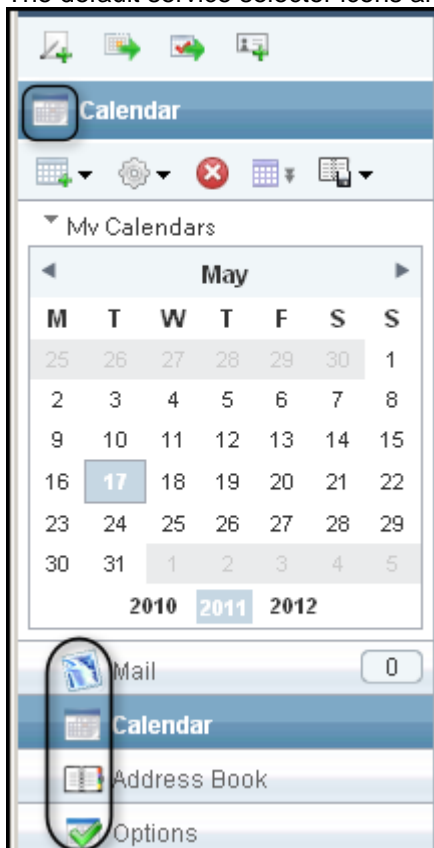 The default service selector icons a
Calendar
My Calendars
May
M T W T F S S
25 26 27 28 29 30 1
2 3 4 5 6 7 8
9 10 11 12 13 14 15
16 17 18 19 20 21 22
23 24 25 26 27 28 29
30 31 1 2 3 4 5
2010 2011 2012
Mail 0
Calendar
Address Book
Options